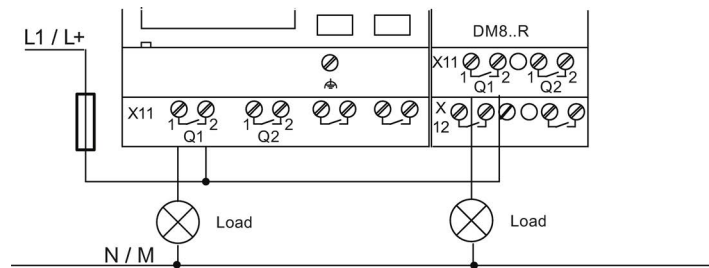 L1 / L+
DM8..R
X11
1 2 1 2
Q1 Q2
X11
1 2 1 2
Q1 Q2
X
12
Load
Load
N / M